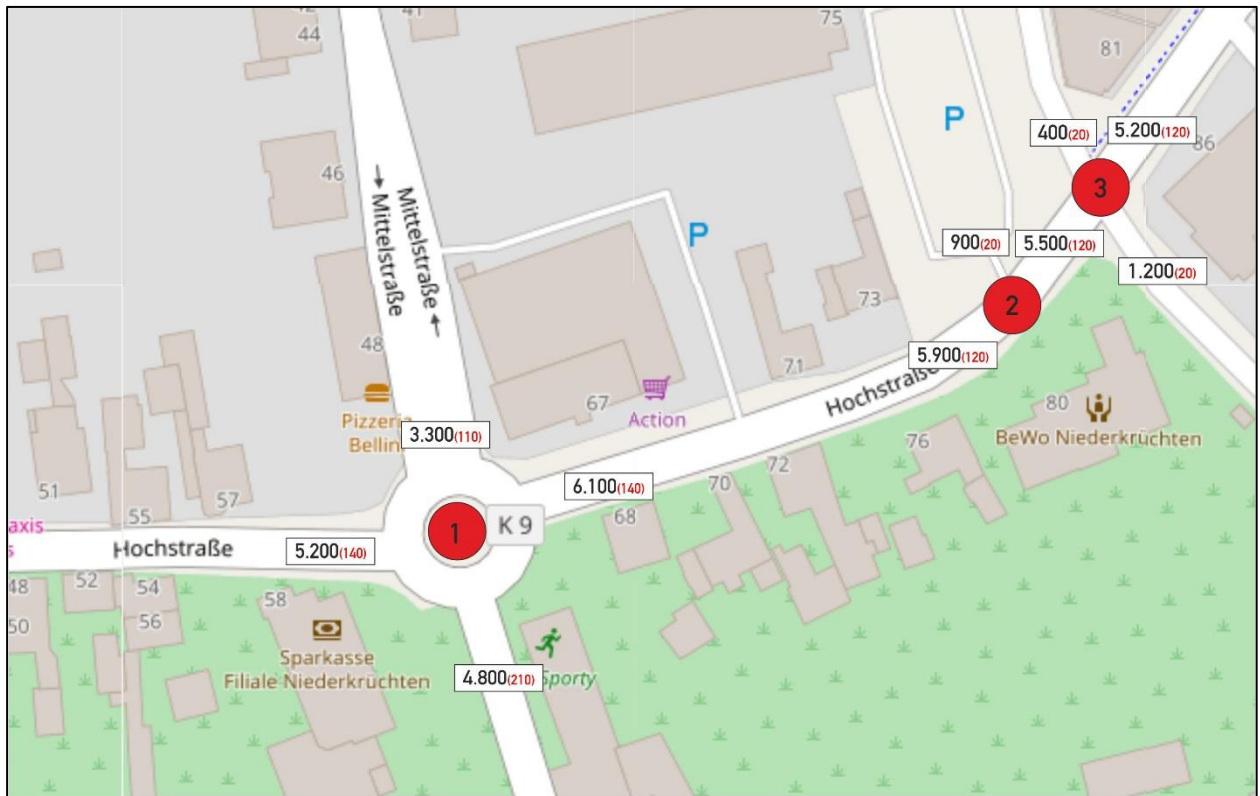 42
41
44
75
81
P
400(20)
5.200(120)
86
46
3
→Mittelstraße
Mittelstraße←
P
900(20)
5.500(120)
1.200(20)
73
2
48
5.900(120)
71
67
Hochstraße
Action
80
Pizzeria
Bellin
3.300(110)
BeWo Niederkrüchten
76
72
6.100(140)
70
51
57
55
68
axis
s
1
K 9
Hochstraße
5.200(140)
48
52
54
58
50
56
Sparkasse
Filiale Niederkrüchten
4.800(210)
Sporty